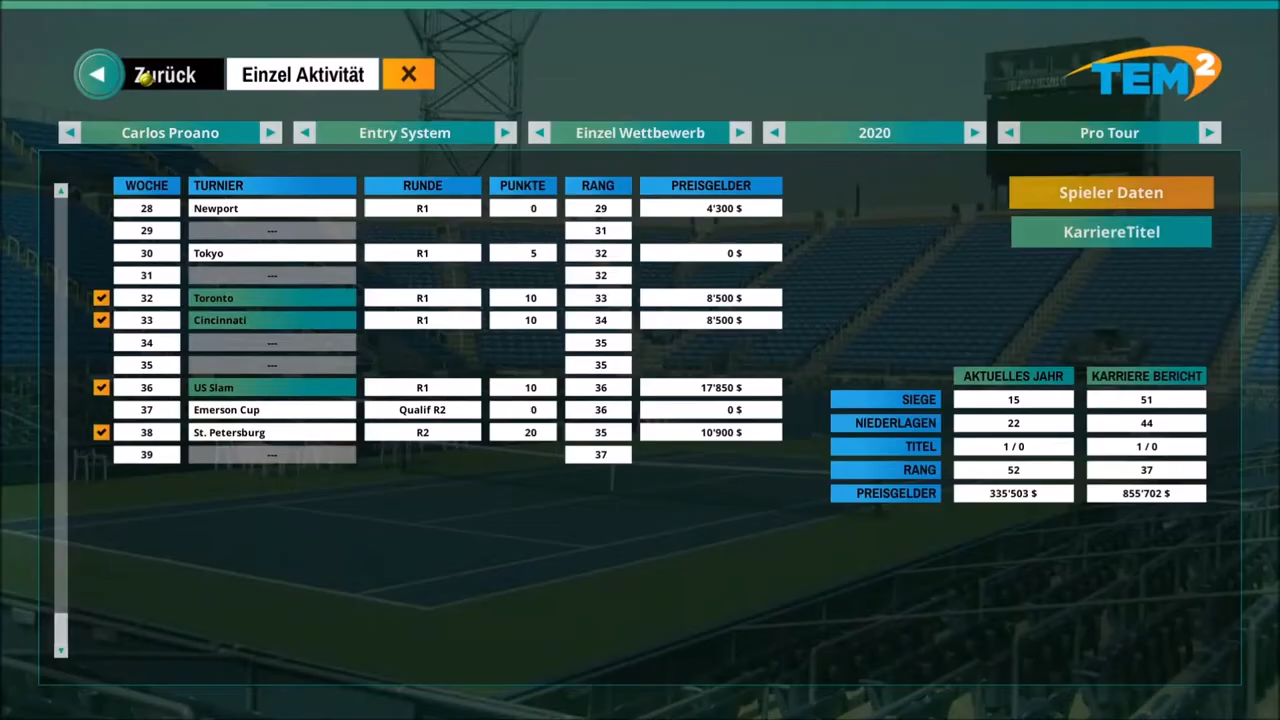 Zurück Einzel Aktivität
TEM2
Carlos Proano Entry System Einzel Wettbewerb 2020 Pro Tour
WOCHE TURNIER RUNDE PUNKTE RANG PREISGELDER
28 Newport R1 0 29 4'300 $
29 --- 31
30 Tokyo R1 5 32 0 $
31 --- 32
32 Toronto R1 10 33 8'500 $
33 Cincinnati R1 10 34 8'500 $
34 --- 35
35 --- 35
36 US Slam R1 10 36 17'850 $
37 Emerson Cup Qualif R2 0 36 0 $
38 St. Petersburg R2 20 35 10'900 $
39 --- 37
Spieler Daten
KarriereTitel
AKTUELLES JAHR KARRIERE BERICHT
SIEGE 15 51
NIEDERLAGEN 22 44
TITEL 1 / 0 1 / 0
RANG 52 37
PREISGELDER 335'503 $ 855'702 $